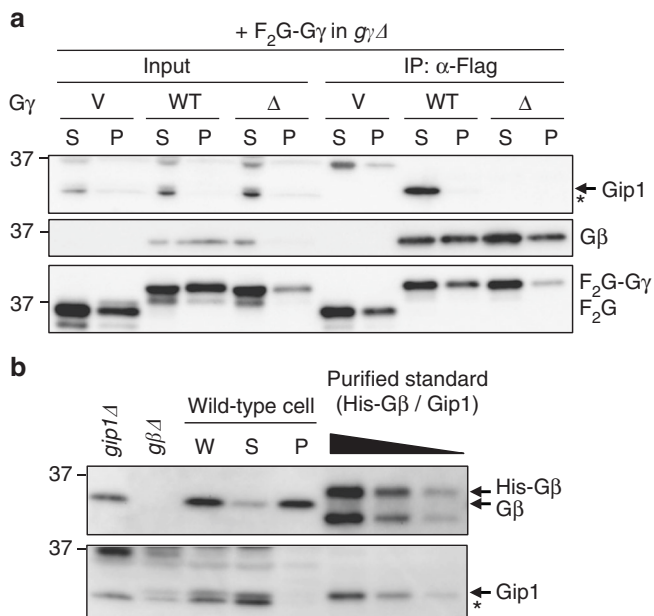 a
+ F₂G-Gγ in gγΔ
Input IP: α-Flag
Gγ V WT Δ V WT Δ
S P S P S P S P S P S P
37
Gip1
*
37
Gβ
37
F₂G-Gγ
F₂G
b
gip1Δ gβΔ Wild-type cell Purified standard
(His-Gβ / Gip1)
W S P
37
His-Gβ
Gβ
37
Gip1
*